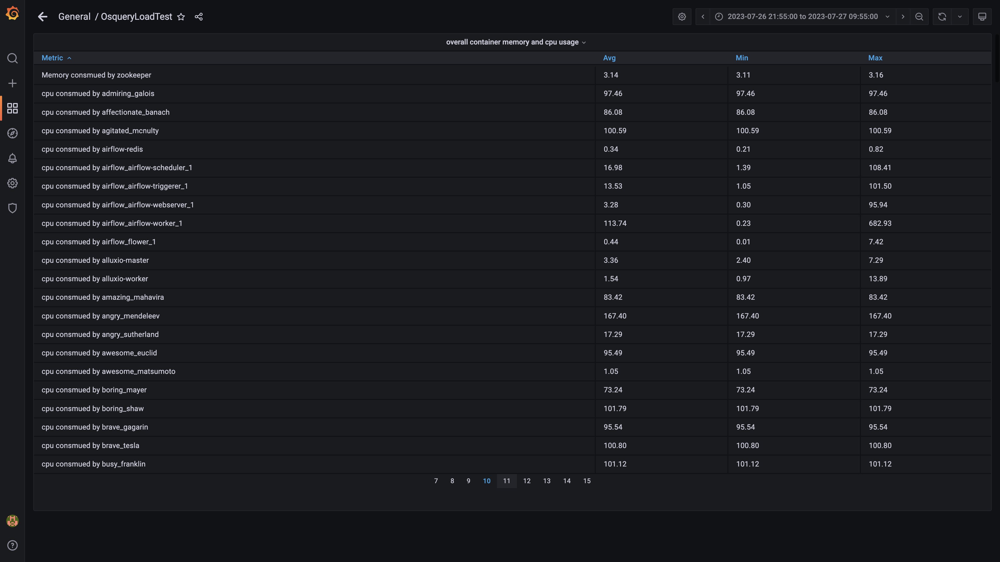 General / OsqueryLoadTest
2023-07-26 21:55:00 to 2023-07-27 09:55:00
overall container memory and cpu usage
Metric Avg Min Max
Memory consmued by zookeeper 3.14 3.11 3.16
cpu consmued by admiring_galois 97.46 97.46 97.46
cpu consmued by affectionate_banach 86.08 86.08 86.08
cpu consmued by agitated_mcnulty 100.59 100.59 100.59
cpu consmued by airflow-redis 0.34 0.21 0.82
cpu consmued by airflow_airflow-scheduler_1 16.98 1.39 108.41
cpu consmued by airflow_airflow-triggerer_1 13.53 1.05 101.50
cpu consmued by airflow_airflow-webserver_1 3.28 0.30 95.94
cpu consmued by airflow_airflow-worker_1 113.74 0.23 682.93
cpu consmued by airflow_flower_1 0.44 0.01 7.42
cpu consmued by alluxio-master 3.36 2.40 7.29
cpu consmued by alluxio-worker 1.54 0.97 13.89
cpu consmued by amazing_mahavira 83.42 83.42 83.42
cpu consmued by angry_mendeleev 167.40 167.40 167.40
cpu consmued by angry_sutherland 17.29 17.29 17.29
cpu consmued by awesome_euclid 95.49 95.49 95.49
cpu consmued by awesome_matsumoto 1.05 1.05 1.05
cpu consmued by boring_mayer 73.24 73.24 73.24
cpu consmued by boring_shaw 101.79 101.79 101.79
cpu consmued by brave_gagarin 95.54 95.54 95.54
cpu consmued by brave_tesla 100.80 100.80 100.80
cpu consmued by busy_franklin 101.12 101.12 101.12
7 8 9 10 11 12 13 14 15